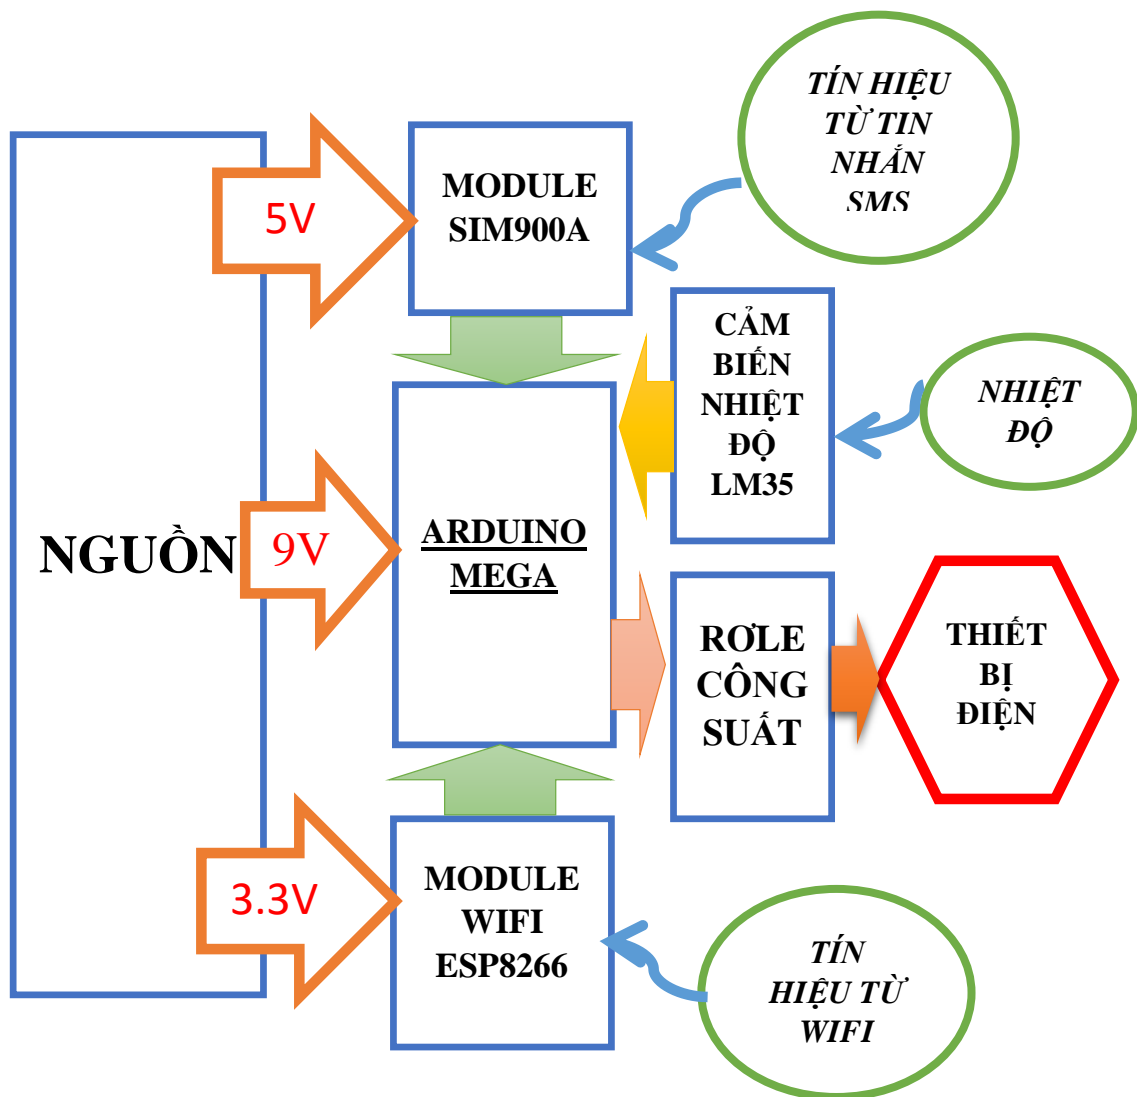 TÍN HIỆU
TỪ TIN
NHẮN
SMS
MODULE
SIM900A
5V
CẢM
BIẾN
NHIỆT
ĐỘ
LM35
NHIỆT
ĐỘ
NGUỒN
9V
ARDUINO
MEGA
RƠLE
CÔNG
SUẤT
THIẾT
BỊ
ĐIỆN
3.3V
MODULE
WIFI
ESP8266
TÍN
HIỆU TỪ
WIFI